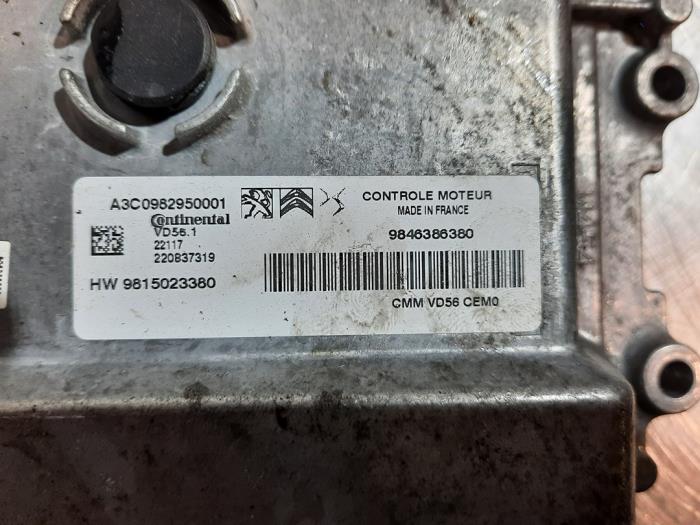 A3C0982950001
Continental
VD56.1
22117
220837319
HW 9815023380
CONTROLE MOTEUR
MADE IN FRANCE
9846386380
CMM VD56 CEM0